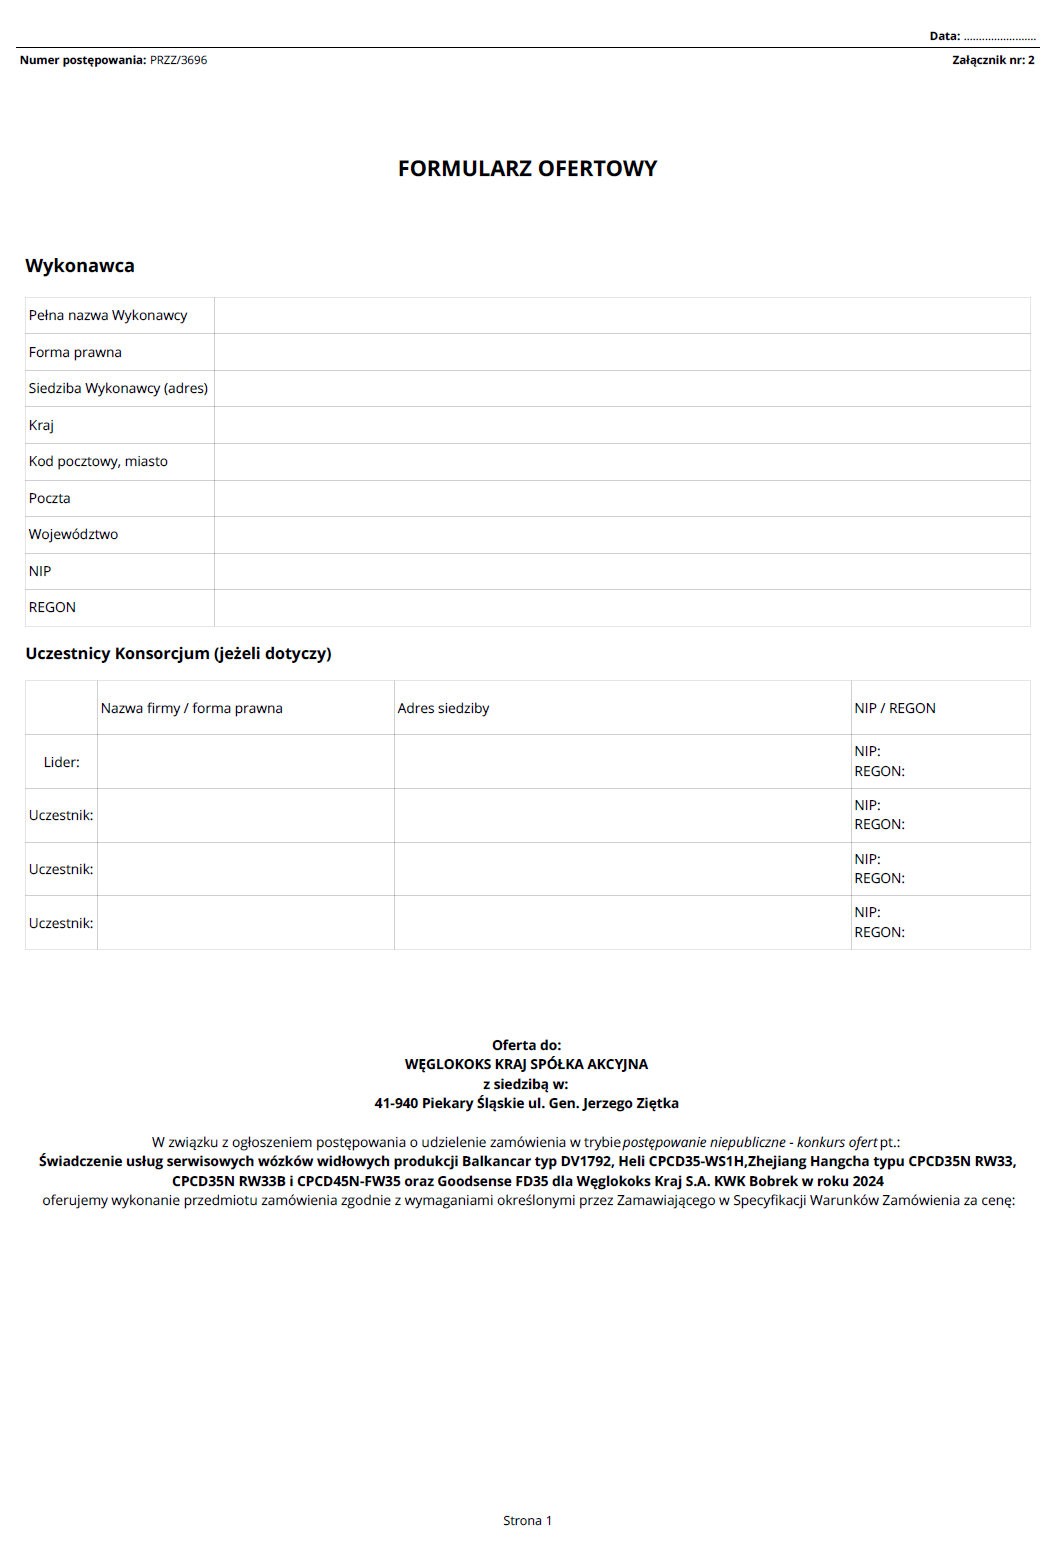 Data: ........................
Numer postępowania: PRZZ/3696 Załącznik nr: 2
FORMULARZ OFERTOWY
Wykonawca
Pełna nazwa Wykonawcy
Forma prawna
Siedziba Wykonawcy (adres)
Kraj
Kod pocztowy, miasto
Poczta
Województwo
NIP
REGON
Uczestnicy Konsorcjum (jeżeli dotyczy)
Nazwa firmy / forma prawna Adres siedziby NIP / REGON
Lider: NIP:
REGON:
Uczestnik: NIP:
REGON:
Uczestnik: NIP:
REGON:
Uczestnik: NIP:
REGON:
Oferta do:
WĘGLOKOKS KRAJ SPÓŁKA AKCYJNA
z siedzibą w:
41-940 Piekary Śląskie ul. Gen. Jerzego Ziętka
W związku z ogłoszeniem postępowania o udzielenie zamówienia w trybie postępowanie niepubliczne - konkurs ofert pt.:
Świadczenie usług serwisowych wózków widłowych produkcji Balkancar typ DV1792, Heli CPCD35-WS1H,Zhejiang Hangcha typu CPCD35N RW33,
CPCD35N RW33B i CPCD45N-FW35 oraz Goodsense FD35 dla Węglokoks Kraj S.A. KWK Bobrek w roku 2024
oferujemy wykonanie przedmiotu zamówienia zgodnie z wymaganiami określonymi przez Zamawiającego w Specyfikacji Warunków Zamówienia za cenę:
Strona 1